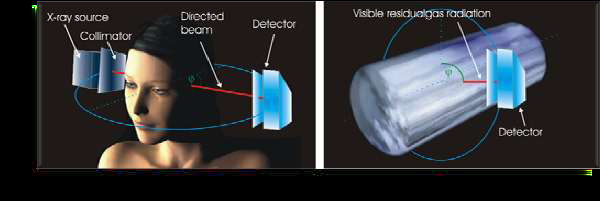 X-ray source
Collimator
Directed
beam
Detector
φ
Visible residualgas radiation
φ
Detector